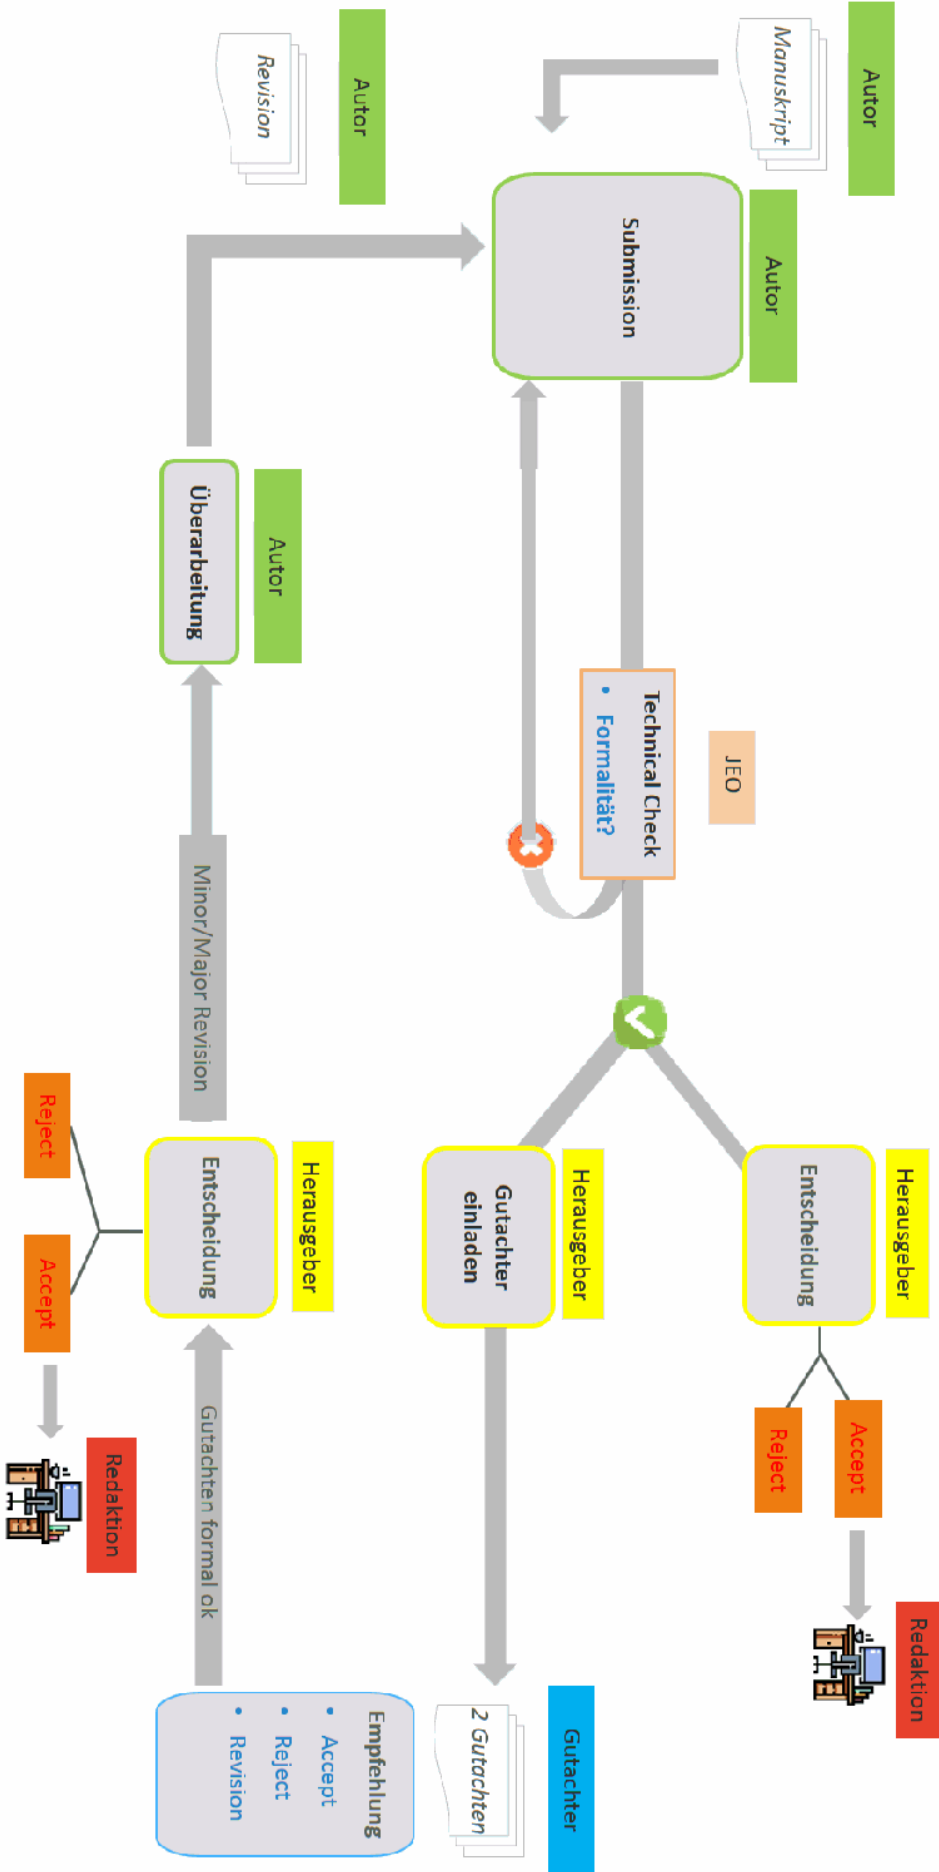 Autor
Manuskript
Autor
Submission
JEO
Technical Check
• Formalität?
Herausgeber
Entscheidung
Accept
Reject
Redaktion
Herausgeber
Gutachter
einladen
Gutachter
2 Gutachten
Empfehlung
• Accept
• Reject
• Revision
Gutachten formal ok
Herausgeber
Entscheidung
Reject
Accept
Redaktion
Minor/Major Revision
Autor
Überarbeitung
Autor
Revision